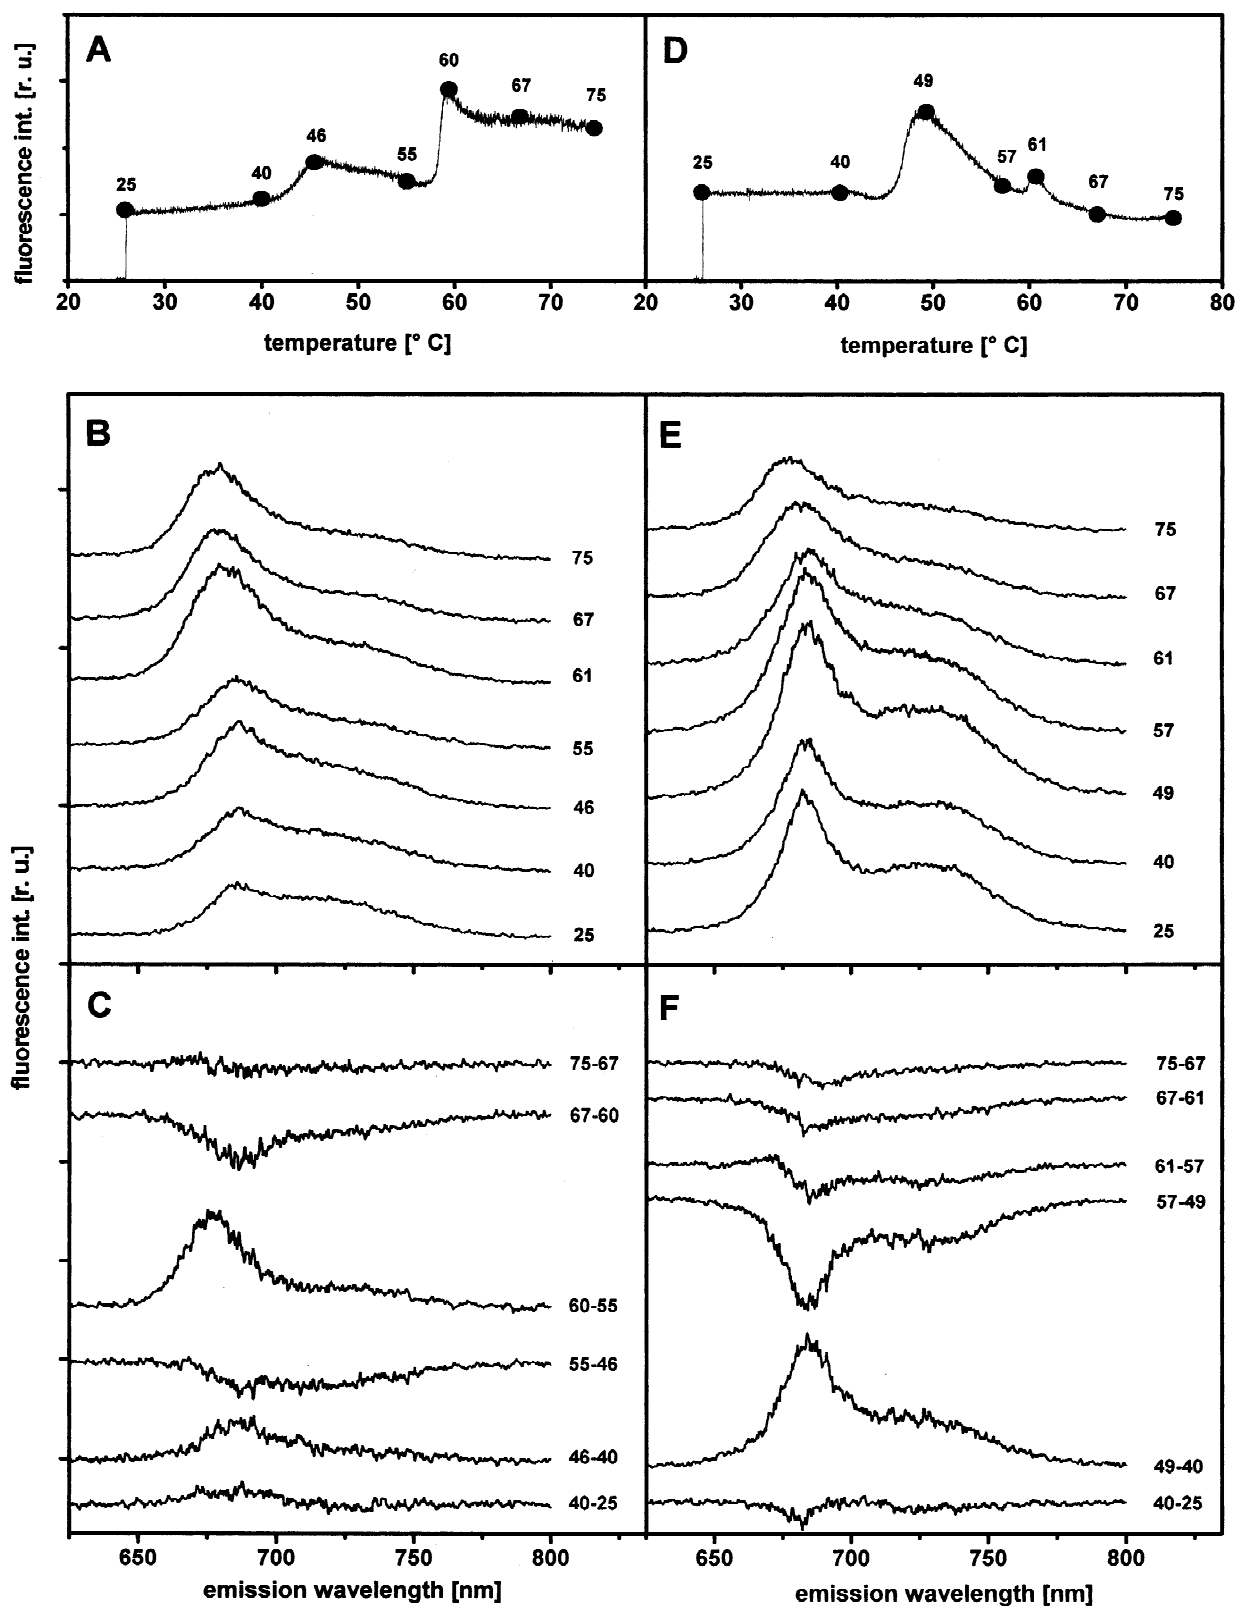 A
fluorescence int. [r. u.]
25
40
46
55
60
67
75
20 30 40 50 60 70
temperature [° C]
D
25
40
49
57
61
67
75
20 30 40 50 60 70 80
temperature [° C]
fluorescence int. [r. u.]
B
75
67
61
55
46
40
25
E
75
67
61
57
49
40
25
C
75-67
67-60
60-55
55-46
46-40
40-25
650 700 750 800
emission wavelength [nm]
F
75-67
67-61
61-57
57-49
49-40
40-25
650 700 750 800
emission wavelength [nm]